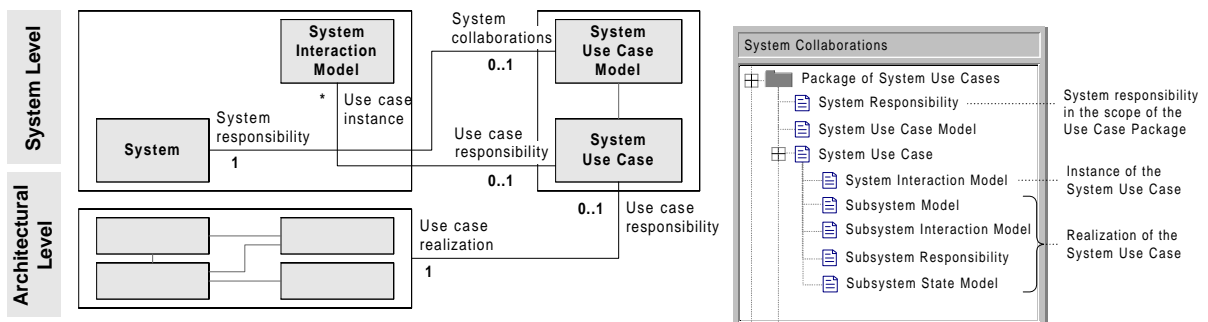 System Level
System
Interaction
Model
*
Use case
instance
System
responsibility
1
System
System
collaborations
0..1
System
Use Case
Model
Use case
responsibility
0..1
System
Use Case
0..1
Use case
responsibility
Architectural
Level
Use case
realization
1
System Collaborations
Package of System Use Cases
System Responsibility
System Use Case Model
System Use Case
System Interaction Model
Subsystem Model
Subsystem Interaction Model
Subsystem Responsibility
Subsystem State Model
System responsibility
in the scope of the
Use Case Package
Instance of the
System Use Case
Realization of the
System Use Case